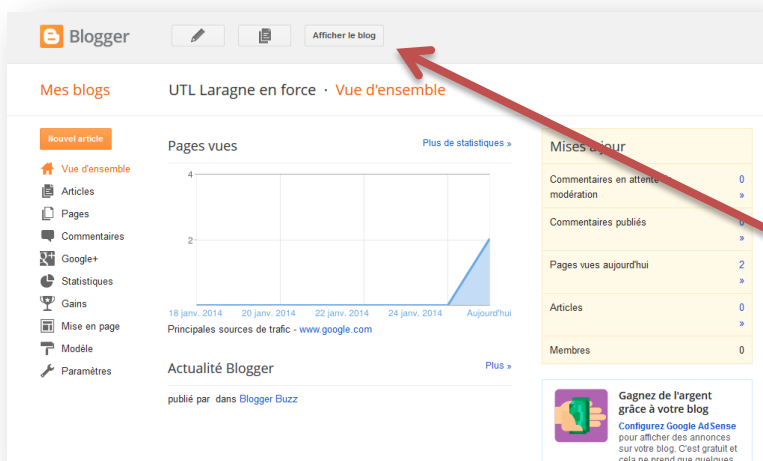 Blogger
Afficher le blog
Mes blogs
UTL Laragne en force · Vue d'ensemble
Nouvel article
Vue d'ensemble
Articles
Pages
Commentaires
Google+
Statistiques
Gains
Mise en page
Modèle
Paramètres
Pages vues
Plus de statistiques »
4
2
18 janv. 2014 20 janv. 2014 22 janv. 2014 24 janv. 2014 Aujourd'hui
Principales sources de trafic - www.google.com
Actualité Blogger
Plus »
publié par dans Blogger Buzz
Mises jour
Commentaires en attente
0
modération
»
Commentaires publiés
»
Pages vues aujourd'hui
2
»
Articles
0
»
Membres
0
Gagnez de l'argent
grâce à votre blog
Configurez Google AdSense
pour afficher des annonces
sur votre blog. C'est gratuit et
cela ne prend que quelques